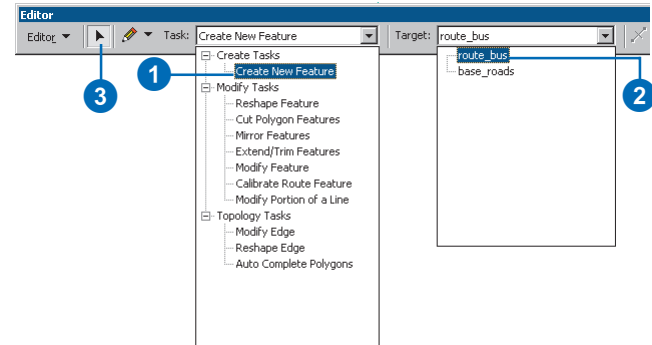 Editor
Editor Task: Create New Feature Target: route_bus
Create Tasks
Create New Feature
Modify Tasks
Reshape Feature
Cut Polygon Features
Mirror Features
Extend/Trim Features
Modify Feature
Calibrate Route Feature
Modify Portion of a Line
Topology Tasks
Modify Edge
Reshape Edge
Auto Complete Polygons
route_bus
base_roads
1
2
3